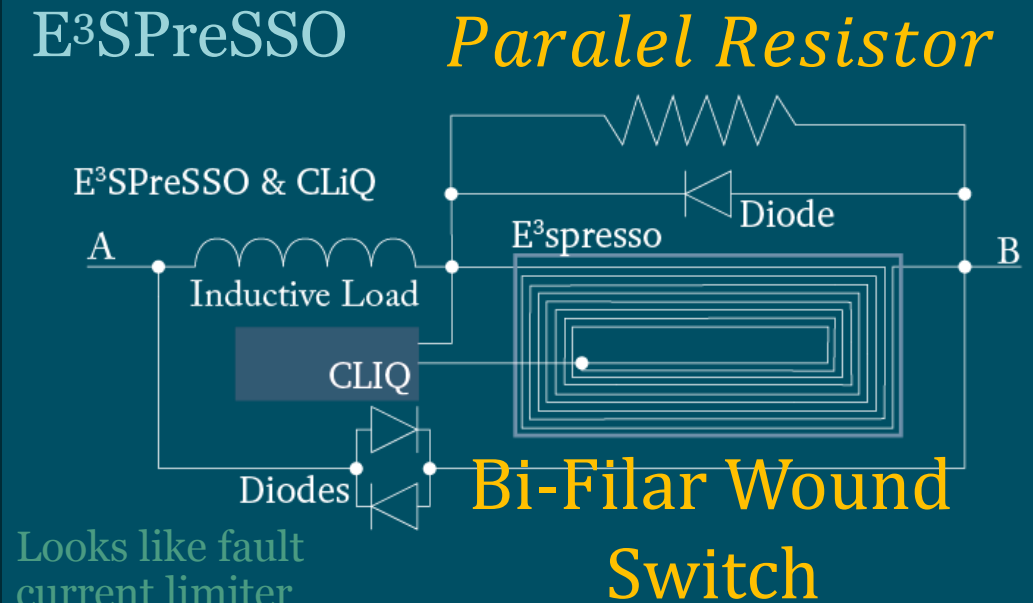 E³SPreSSO
Paralel Resistor
E³SPreSSO & CLiQ
Diode
E³spresso
A
B
Inductive Load
CLIQ
Diodes
Bi-Filar Wound
Switch
Looks like fault
current limiter